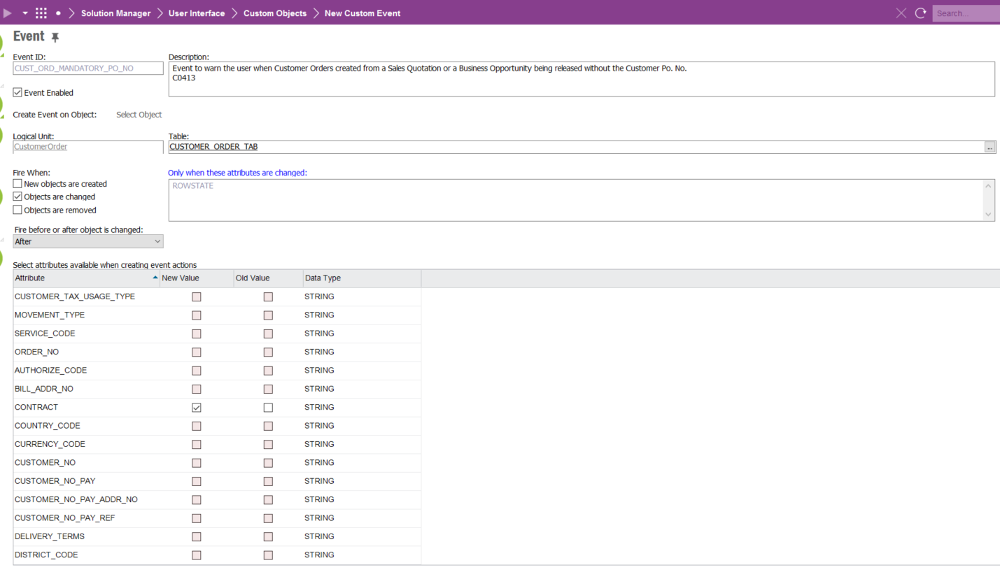 Solution Manager > User Interface > Custom Objects > New Custom Event
Search...
Event
Event ID:
CUST_ORD_MANDATORY_PO_NO
Description:
Event to warn the user when Customer Orders created from a Sales Quotation or a Business Opportunity being released without the Customer Po. No.
C0413
Event Enabled
Create Event on Object: Select Object
Logical Unit:
CustomerOrder
Table:
CUSTOMER_ORDER_TAB
...
Fire When:
New objects are created
Objects are changed
Objects are removed
Only when these attributes are changed:
ROWSTATE
Fire before or after object is changed:
After
Select attributes available when creating event actions
Attribute New Value Old Value Data Type
CUSTOMER_TAX_USAGE_TYPE STRING
MOVEMENT_TYPE STRING
SERVICE_CODE STRING
ORDER_NO STRING
AUTHORIZE_CODE STRING
BILL_ADDR_NO STRING
CONTRACT STRING
COUNTRY_CODE STRING
CURRENCY_CODE STRING
CUSTOMER_NO STRING
CUSTOMER_NO_PAY STRING
CUSTOMER_NO_PAY_ADDR_NO STRING
CUSTOMER_NO_PAY_REF STRING
DELIVERY_TERMS STRING
DISTRICT_CODE STRING